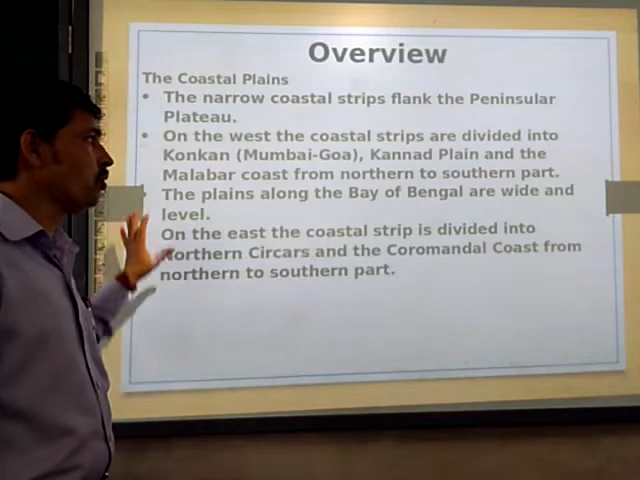 Overview
The Coastal Plains
• The narrow coastal strips flank the Peninsular
Plateau.
• On the west the coastal strips are divided into
Konkan (Mumbai-Goa), Kannad Plain and the
Malabar coast from northern to southern part.
The plains along the Bay of Bengal are wide and
level.
On the east the coastal strip is divided into
Northern Circars and the Coromandal Coast from
northern to southern part.